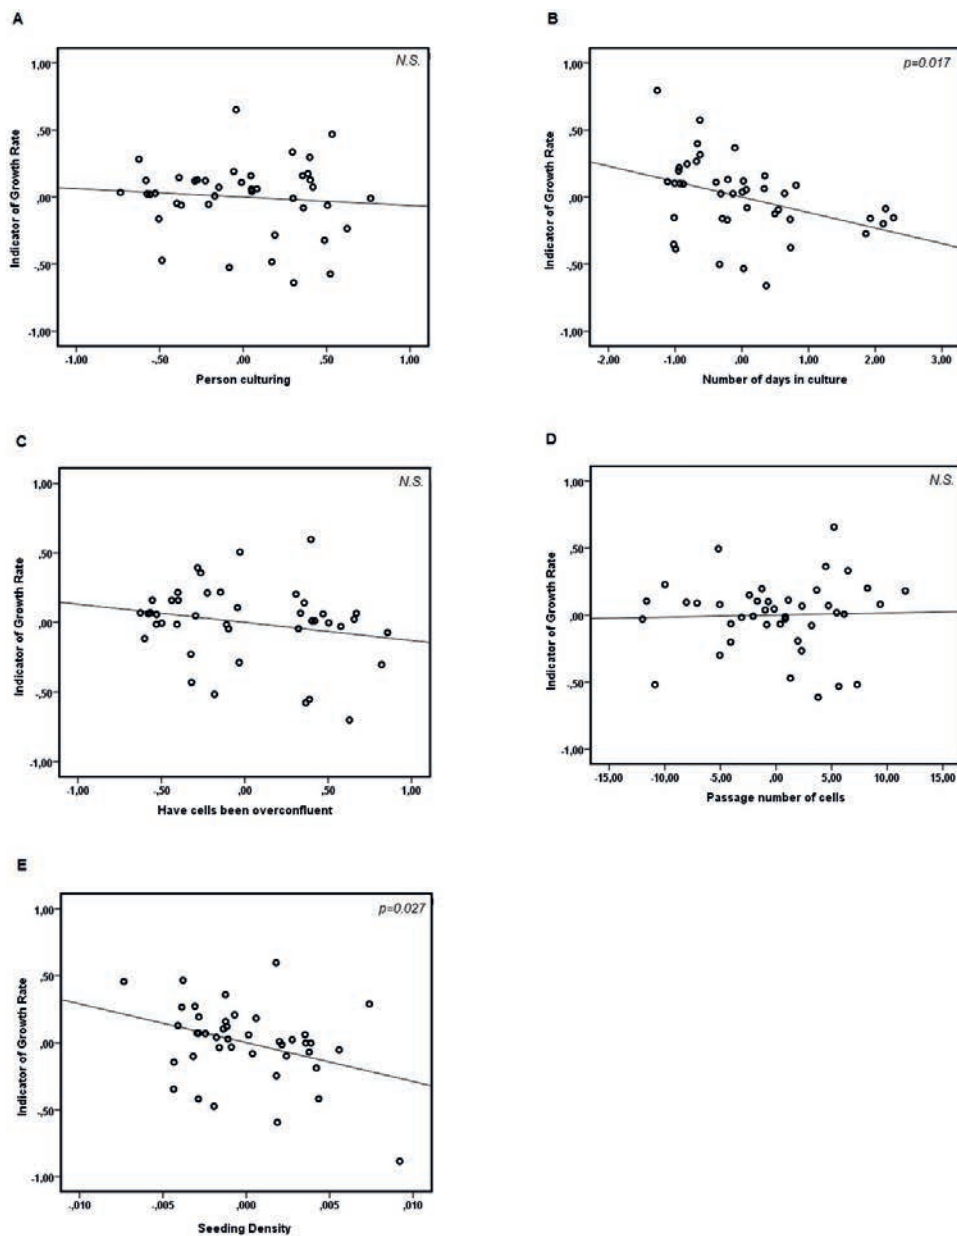 A
N.S.
1,00
,50
,00
-,50
-1,00
Indicator of Growth Rate
-1,00 -,50 ,00 ,50 1,00
Person culturing
B
p=0.017
1,00
,50
,00
-,50
-1,00
Indicator of Growth Rate
-2,00 -1,00 ,00 1,00 2,00 3,00
Number of days in culture
C
N.S.
1,00
,50
,00
-,50
-1,00
Indicator of Growth Rate
-1,00 -,50 ,00 ,50 1,00
Have cells been overconfluent
D
N.S.
1,00
,50
,00
-,50
-1,00
Indicator of Growth Rate
-15,00 -10,00 -5,00 ,00 5,00 10,00 15,00
Passage number of cells
E
p=0.027
1,00
,50
,00
-,50
-1,00
Indicator of Growth Rate
-,010 -,005 ,000 ,005 ,010
Seeding Density